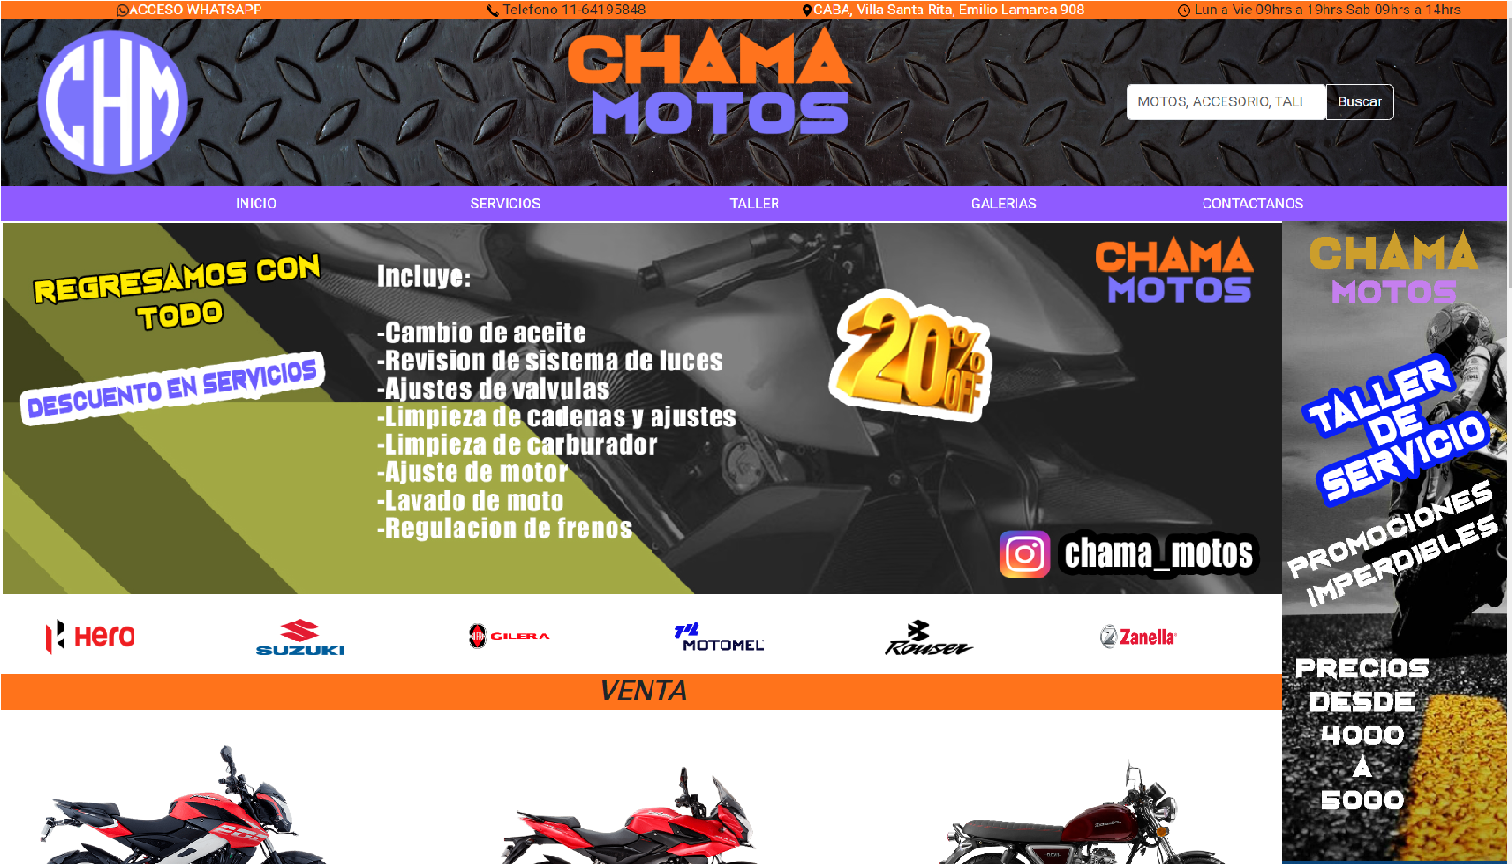 ACCESO WHATSAPP
Telefono 11-64195848
CABA, Villa Santa Rita, Emilio Lamarca 908
Lun a Vie 09hrs a 19hrs Sab 09hrs a 14hrs
CHM
CHAMA
MOTOS
MOTOS, ACCESORIO, TALI
Buscar
INICIO
SERVICIOS
TALLER
GALERIAS
CONTACTANOS
REGRESAMOS CON
TODO
DESCUENTO EN SERVICIOS
Incluye:
-Cambio de aceite
-Revision de sistema de luces
-Ajustes de valvulas
-Limpieza de cadenas y ajustes
-Limpieza de carburador
-Ajuste de motor
-Lavado de moto
-Regulacion de frenos
20%
OFF
CHAMA
MOTOS
chama_motos
CHAMA
MOTOS
TALLER
DE
SERVICIO
PROMOCIONES
IMPERDIBLES
PRECIOS
DESDE
4000
A
5000
Hero
SUZUKI
GILERA
MOTOMEL
Rouser
Zanella
VENTA